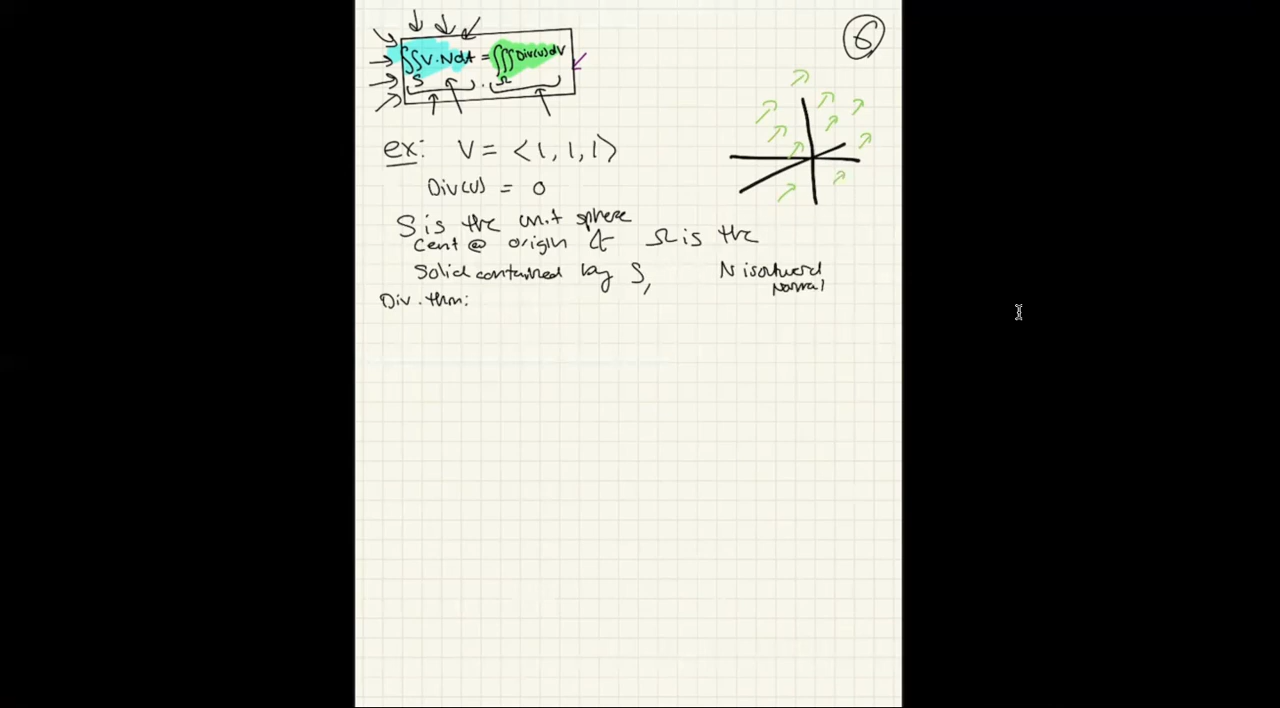 6
∬V·NdA = ∭Div(v)dV
S Ω
ex: V = <1, 1, 1>
Div(v) = 0
S is the unit sphere
cent @ origin & Ω is the
solid contained by S, N is outward
normal
Div. thm: